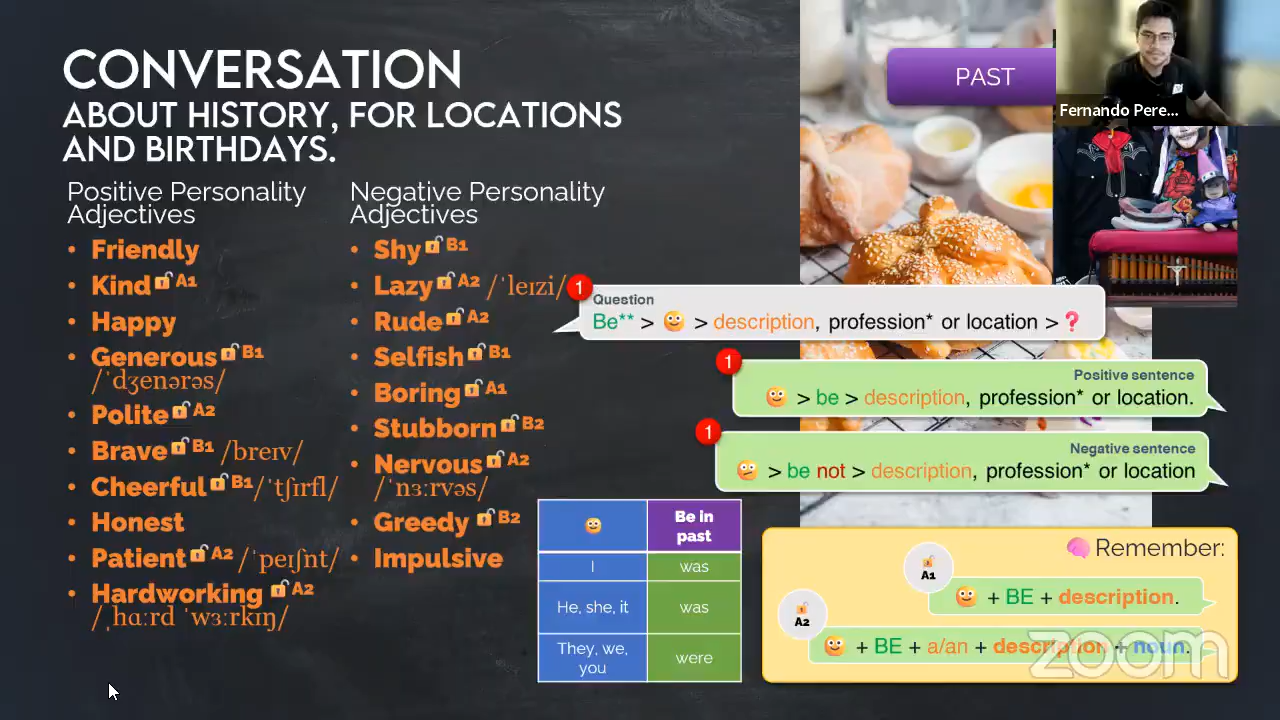 CONVERSATION
ABOUT HISTORY, FOR LOCATIONS
AND BIRTHDAYS.
Positive Personality
Adjectives
• Friendly
• Kind A1
• Happy
• Generous B1
/ˈdʒenərəs/
• Polite A2
• Brave B1 /breɪv/
• Cheerful B1 /ˈtʃɪrfl/
• Honest
• Patient A2 /ˈpeɪʃnt/
• Hardworking A2
/ˌhɑːrd ˈwɜːrkɪŋ/
Negative Personality
Adjectives
• Shy B1
• Lazy A2 /ˈleɪzi/
• Rude A2
• Selfish B1
• Boring A1
• Stubborn B2
• Nervous A2
/ˈnɜːrvəs/
• Greedy B2
• Impulsive
PAST
Fernando Pere...
1
Question
Be** > 🙂 > description, profession* or location > ❓
1
Positive sentence
🙂 > be > description, profession* or location.
1
Negative sentence
🫤 > be not > description, profession* or location
🙂 Be in
past
I was
He, she, it was
They, we,
you were
🧠 Remember:
A1
🙂 + BE + description.
A2
🙂 + BE + a/an + description + noun.
zoom